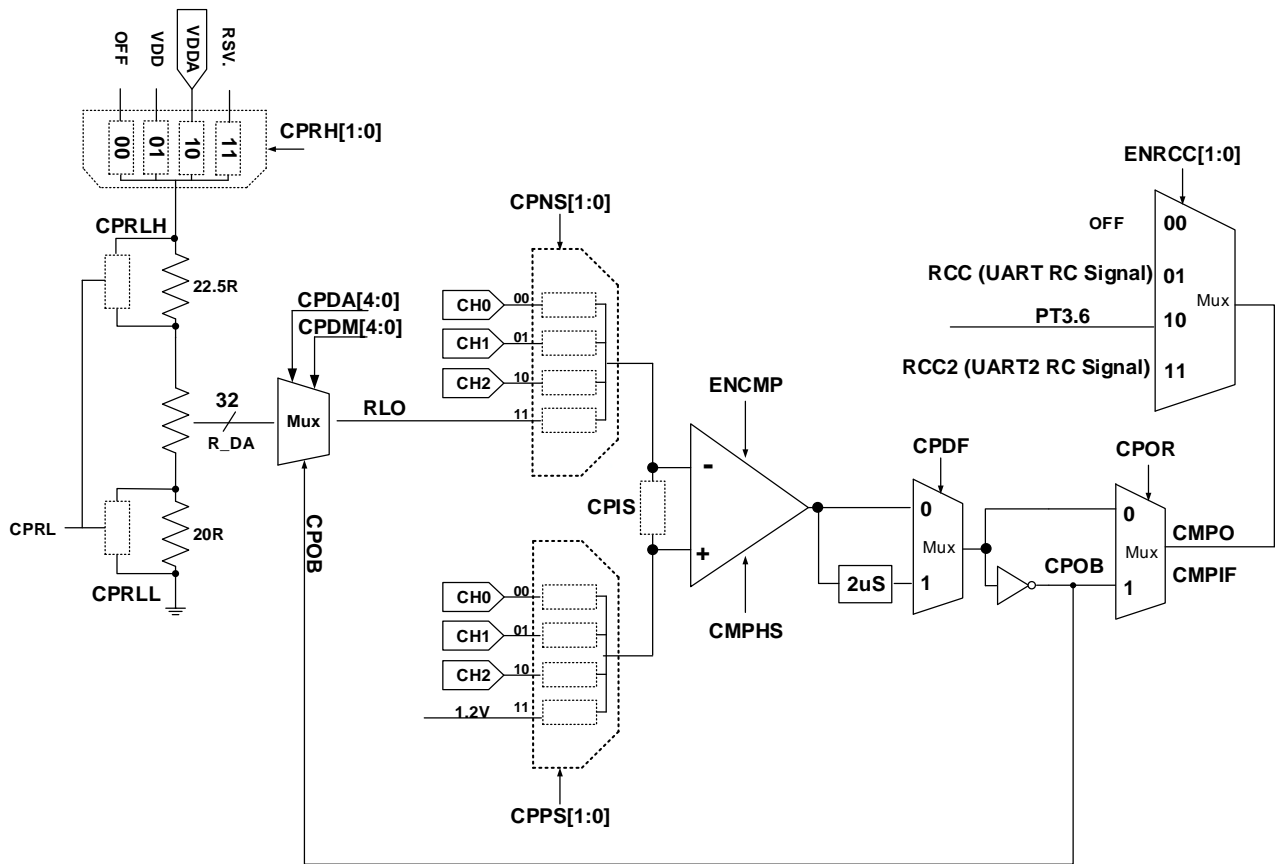 OFF
VDD
VDDA
RSV.
00
01
10
11
CPRH[1:0]
CPRLH
22.5R
CPRL
20R
CPRLL
32
R_DA
CPDA[4:0]
CPDM[4:0]
Mux
RLO
CPOB
CPNS[1:0]
CH0
00
CH1
01
CH2
10
11
CPIS
CH0
00
CH1
01
CH2
10
1.2V
11
CPPS[1:0]
ENCMP
-
+
CMPHS
2uS
CPDF
0
Mux
1
CPOB
CPOR
0
Mux
1
CMPO
CMPIF
ENRCC[1:0]
OFF
00
RCC (UART RC Signal)
01
Mux
PT3.6
10
RCC2 (UART2 RC Signal)
11